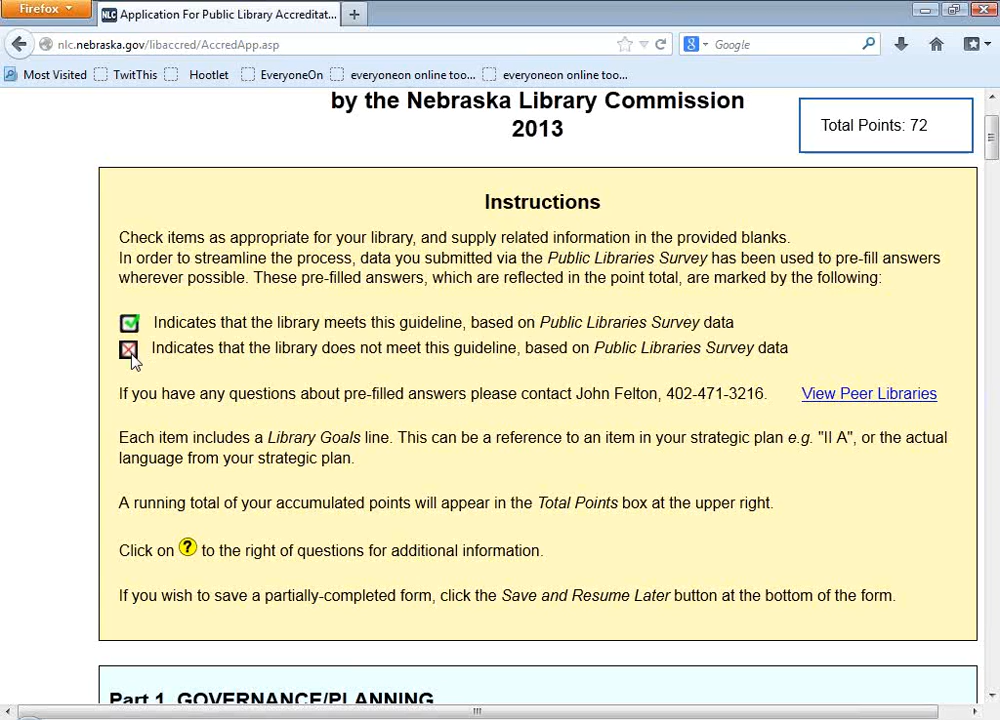 Firefox
NLC Application For Public Library Accreditat...
nlc.nebraska.gov/libaccred/AccredApp.asp
Google
Most Visited TwitThis Hootlet EveryoneOn everyoneon online too... everyoneon online too...
by the Nebraska Library Commission
2013
Total Points: 72
Instructions
Check items as appropriate for your library, and supply related information in the provided blanks.
In order to streamline the process, data you submitted via the Public Libraries Survey has been used to pre-fill answers
wherever possible. These pre-filled answers, which are reflected in the point total, are marked by the following:
Indicates that the library meets this guideline, based on Public Libraries Survey data
Indicates that the library does not meet this guideline, based on Public Libraries Survey data
If you have any questions about pre-filled answers please contact John Felton, 402-471-3216. View Peer Libraries
Each item includes a Library Goals line. This can be a reference to an item in your strategic plan e.g. "II A", or the actual
language from your strategic plan.
A running total of your accumulated points will appear in the Total Points box at the upper right.
Click on ? to the right of questions for additional information.
If you wish to save a partially-completed form, click the Save and Resume Later button at the bottom of the form.
Part 1. GOVERNANCE/PLANNING